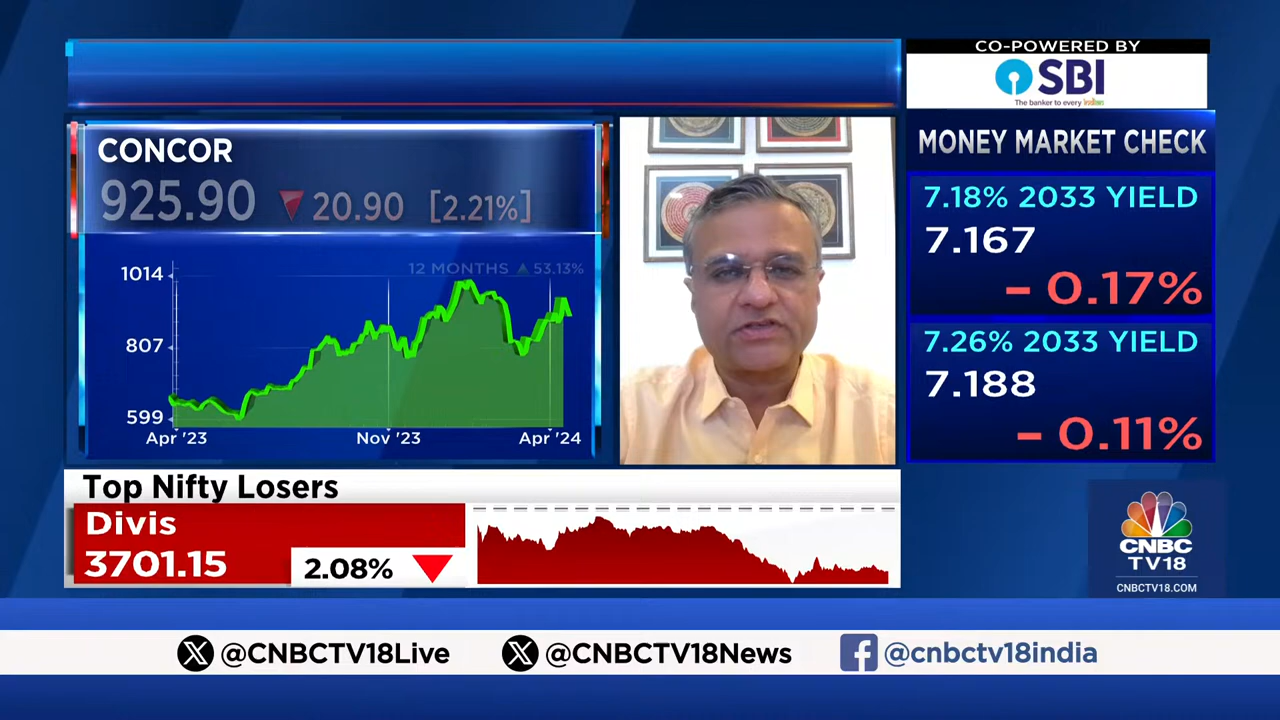 CO-POWERED BY
SBI
The banker to every indian
CONCOR
925.90 ▼ 20.90 [2.21%]
12 MONTHS ▲ 53.13%
1014
807
599
Apr '23 Nov '23 Apr '24
MONEY MARKET CHECK
7.18% 2033 YIELD
7.167
- 0.17%
7.26% 2033 YIELD
7.188
- 0.11%
Top Nifty Losers
Divis
3701.15 2.08% ▼
CNBC
TV18
CNBCTV18.COM
@CNBCTV18Live @CNBCTV18News @cnbctv18india